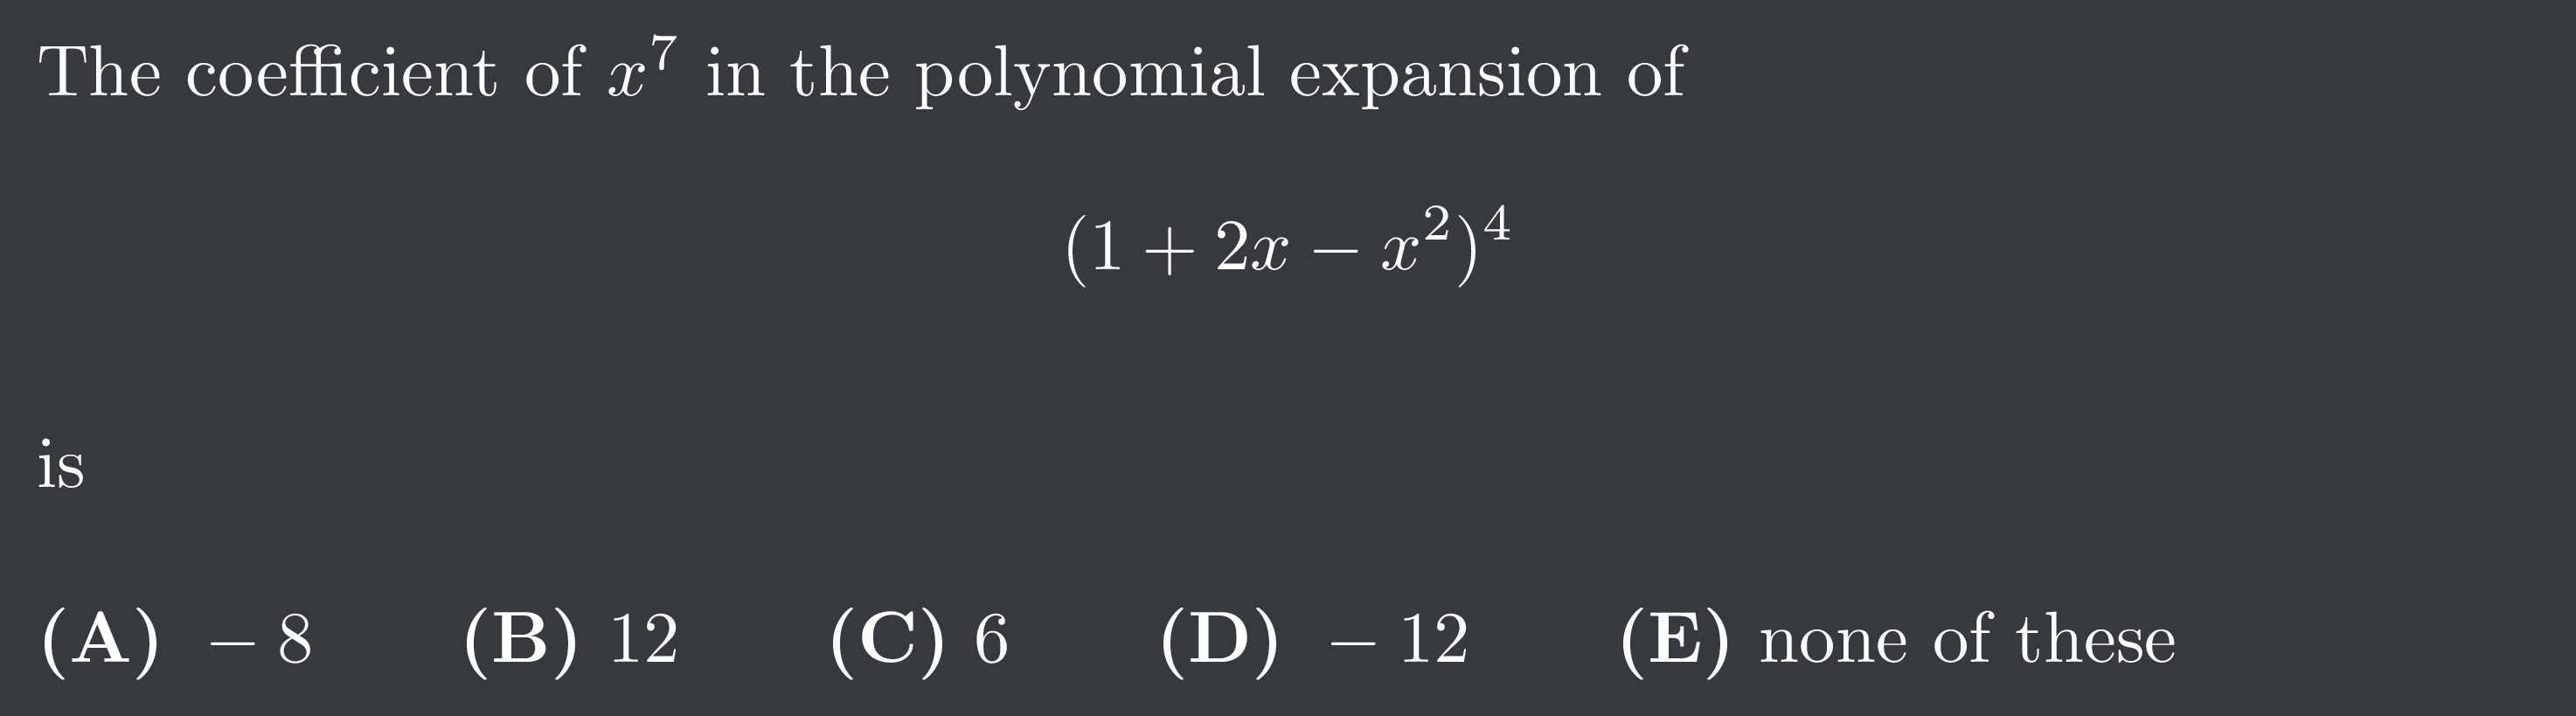 The coefficient of $x^7$ in the polynomial expansion of
$(1 + 2x - x^2)^4$
is
(A) − 8 (B) 12 (C) 6 (D) − 12 (E) none of these